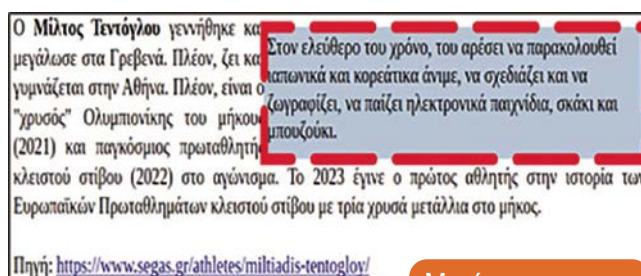 Ο Μίλτος Τεντόγλου γεννήθηκε κα
μεγάλωσε στα Γρεβενά. Πλέον, ζει κα
γυμνάζεται στην Αθήνα. Πλέον, είναι ο
"χρυσός" Ολυμπιονίκης του μήκου
(2021) και παγκόσμιος πρωταθλητή
Στον ελεύθερο του χρόνο, του αρέσει να παρακολουθεί
ιαπωνικά και κορεάτικα άνιμε, να σχεδιάζει και να
ζωγραφίζει, να παίζει ηλεκτρονικά παιχνίδια, σκάκι και
μπουζούκι.
κλειστού στίβου (2022) στο αγώνισμα. Το 2023 έγινε ο πρώτος αθλητής στην ιστορία των
Ευρωπαϊκών Πρωταθλημάτων κλειστού στίβου με τρία χρυσά μετάλλια στο μήκος.
Πηγή: https://www.segas.gr/athletes/miltiadis-tentogloy/